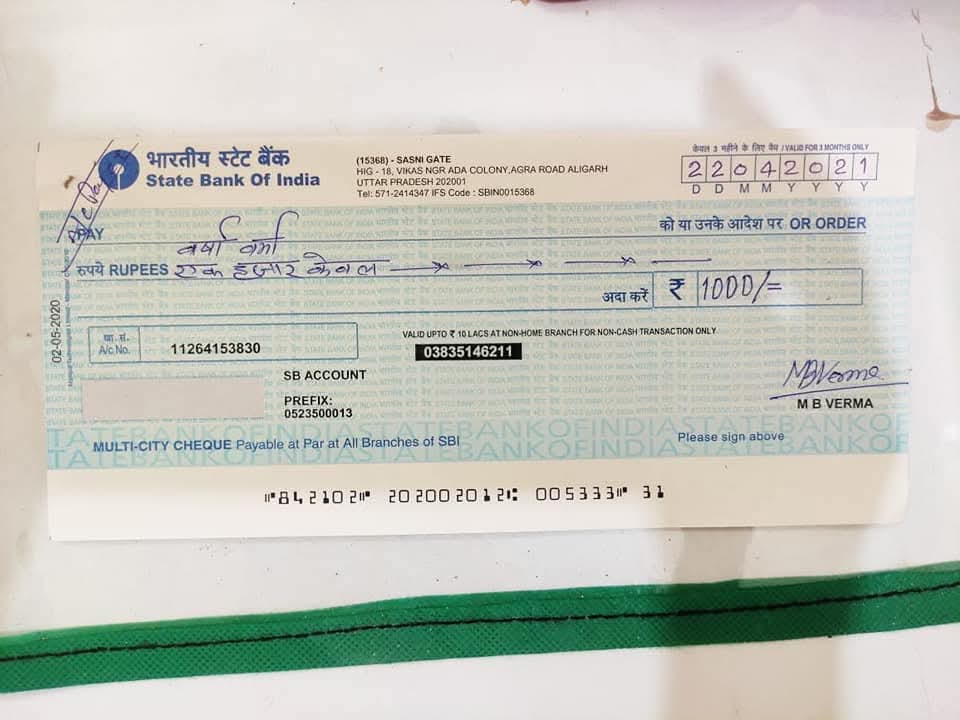 भारतीय स्टेट बैंक
State Bank Of India
(15368) - SASNI GATE
HIG - 18, VIKAS NGR ADA COLONY,AGRA ROAD ALIGARH
UTTAR PRADESH 202001
Tel: 571-2414347 IFS Code : SBIN0015368
केवल 3 महीने के लिए वैध / VALID FOR 3 MONTHS ONLY
22042021
D D M M Y Y Y Y
A/c Payee
PAY वर्षा वर्मा को या उनके आदेश पर OR ORDER
रुपये RUPEES एक हजार केवल
अदा करें ₹ 1000/=
02-05-2020
खा. सं.
A/c No. 11264153830
VALID UPTO ₹ 10 LACS AT NON-HOME BRANCH FOR NON-CASH TRANSACTION ONLY
03835146211
SB ACCOUNT
PREFIX:
0523500013
MBVerma
M B VERMA
MULTI-CITY CHEQUE Payable at Par at All Branches of SBI
Please sign above
⑈842102⑈ 202002012⑆ 005333⑈ 31